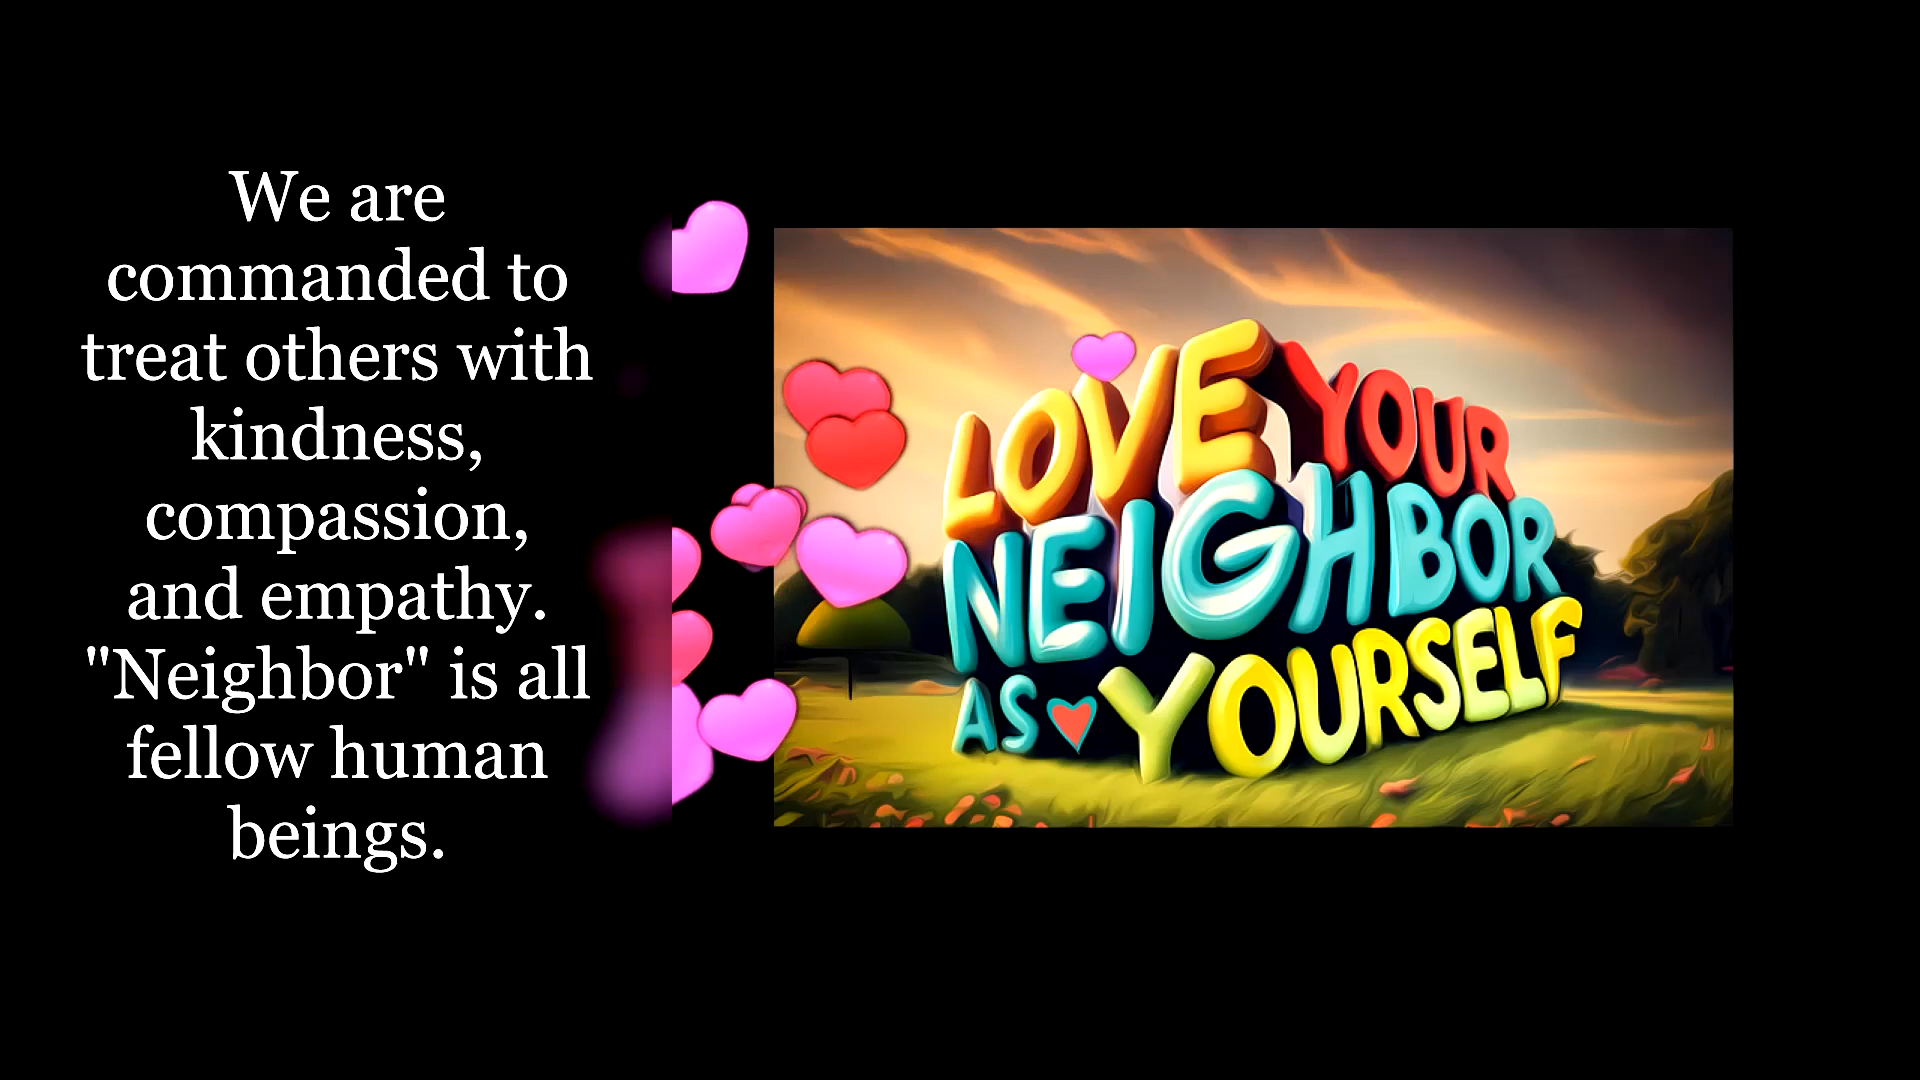 We are
commanded to
treat others with
kindness,
compassion,
and empathy.
"Neighbor" is all
fellow human
beings.
LOVE YOUR
NEIGHBOR
AS YOURSELF